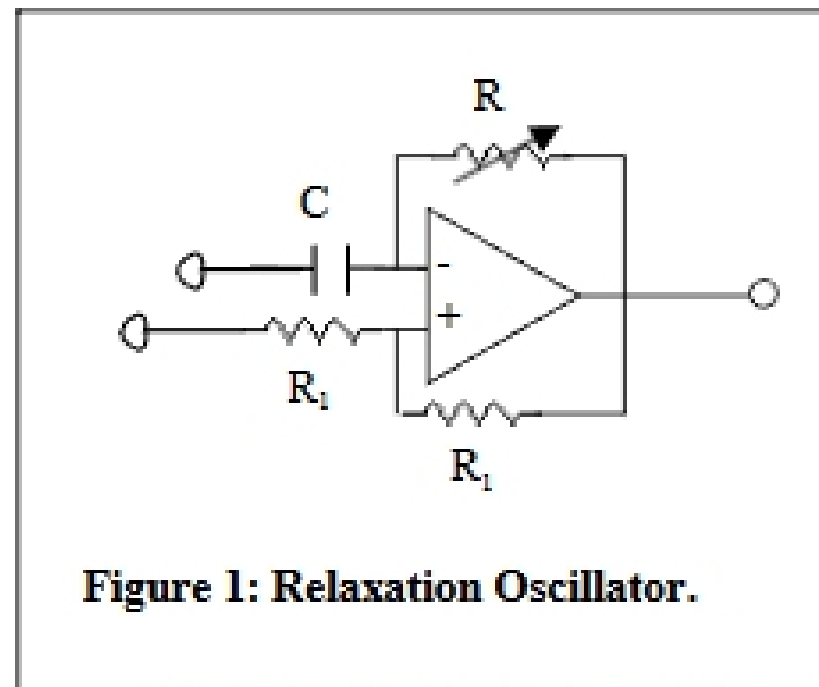 R
C
-
+
R₁
R₁
Figure 1: Relaxation Oscillator.